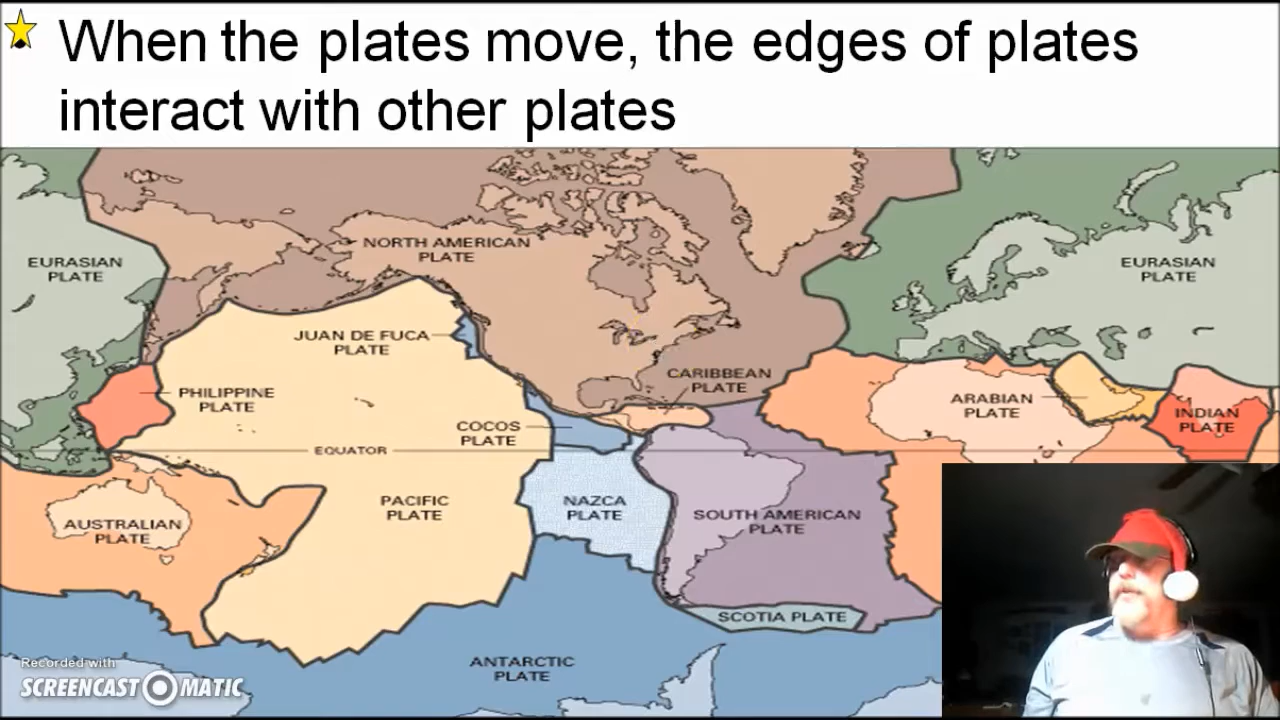 When the plates move, the edges of plates
interact with other plates
NORTH AMERICAN
PLATE
EURASIAN
PLATE
EURASIAN
PLATE
JUAN DE FUCA
PLATE
CARIBBEAN
PLATE
PHILIPPINE
PLATE
ARABIAN
PLATE
INDIAN
PLATE
COCOS
PLATE
EQUATOR
AUSTRALIAN
PLATE
PACIFIC
PLATE
NAZCA
PLATE
SOUTH AMERICAN
PLATE
SCOTIA PLATE
ANTARCTIC
PLATE
Recorded with
SCREENCAST MATIC